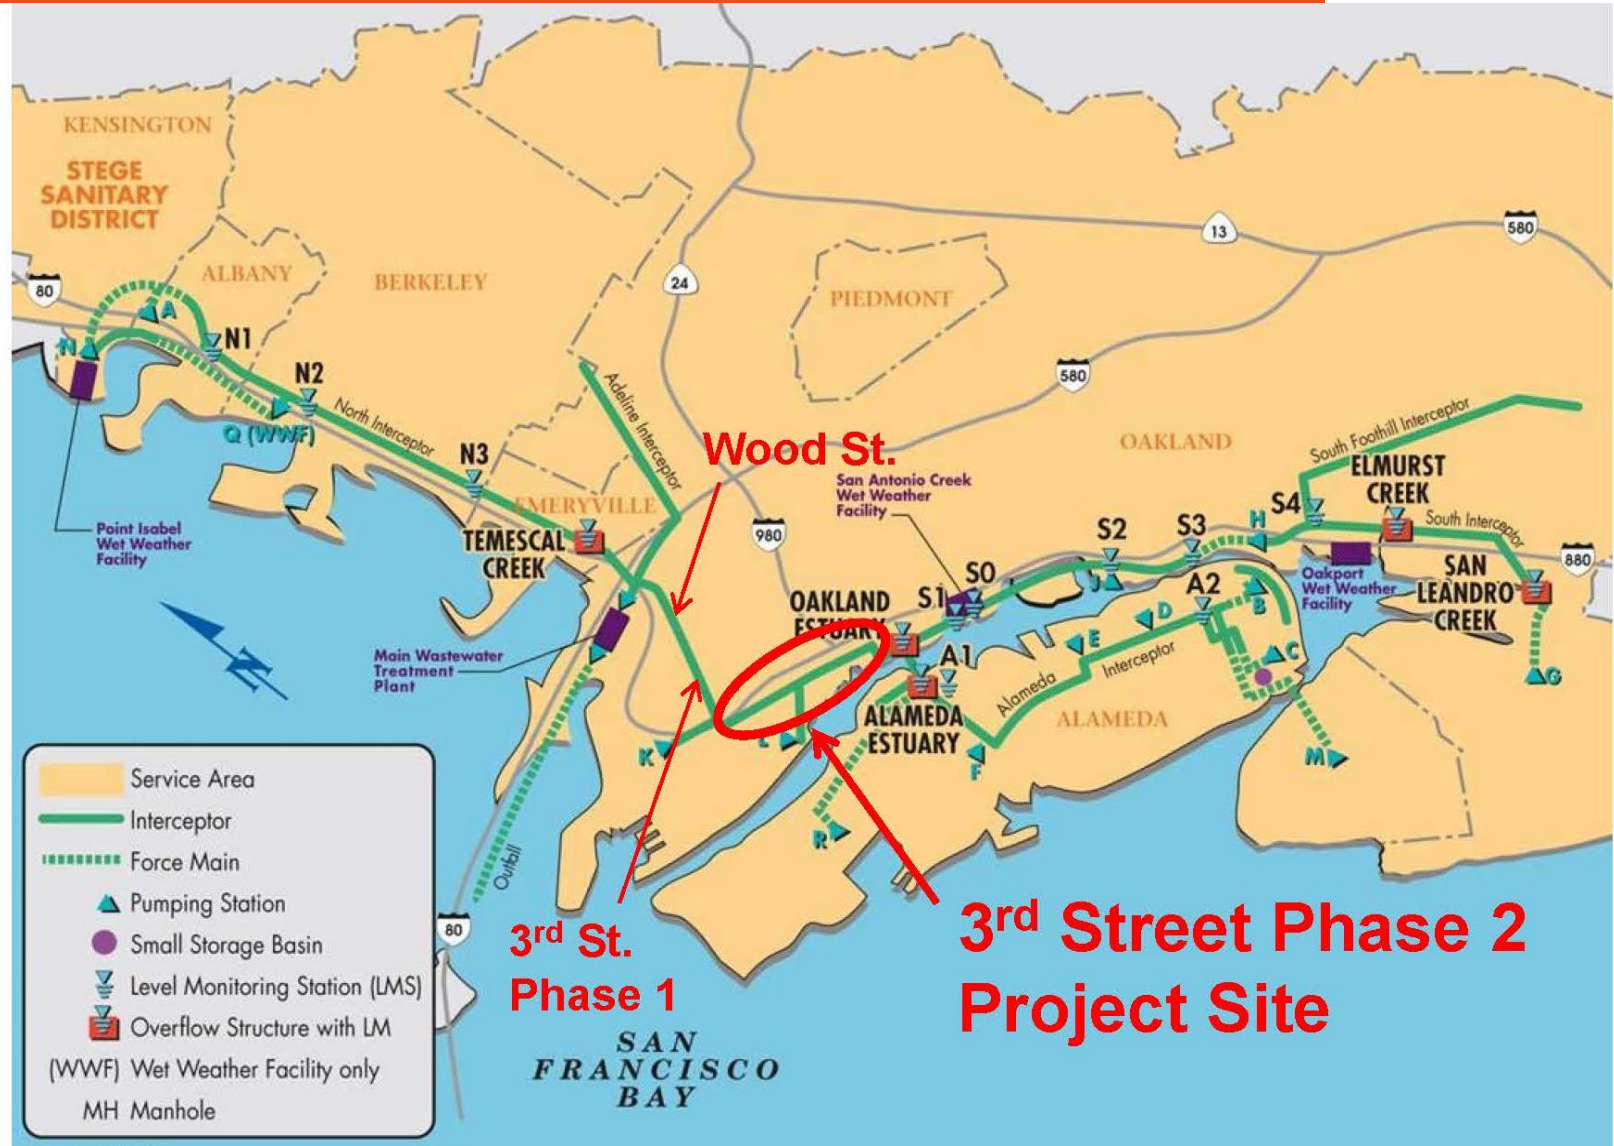 KENSINGTON
STEGE
SANITARY
DISTRICT
ALBANY
BERKELEY
80
A
N
N1
N2
Q (WWF)
North Interceptor
N3
Point Isabel
Wet Weather
Facility
EMERYVILLE
TEMESCAL
CREEK
Adeline Interceptor
24
13
580
PIEDMONT
580
OAKLAND
Wood St.
San Antonio Creek
Wet Weather
Facility
980
South Foothill Interceptor
ELMURST
CREEK
S4
South Interceptor
H
S3
S2
J
S0
S1
OAKLAND
ESTUARY
A1
A2
B
C
D
E
Oakport
Wet Weather
Facility
SAN
LEANDRO
CREEK
880
G
Main Wastewater
Treatment
Plant
N
K
L
ALAMEDA
ESTUARY
Alameda
Interceptor
ALAMEDA
F
M
R
Outfall
80
3rd St.
Phase 1
3rd Street Phase 2
Project Site
SAN
FRANCISCO
BAY
Service Area
Interceptor
Force Main
Pumping Station
Small Storage Basin
Level Monitoring Station (LMS)
Overflow Structure with LM
(WWF) Wet Weather Facility only
MH Manhole